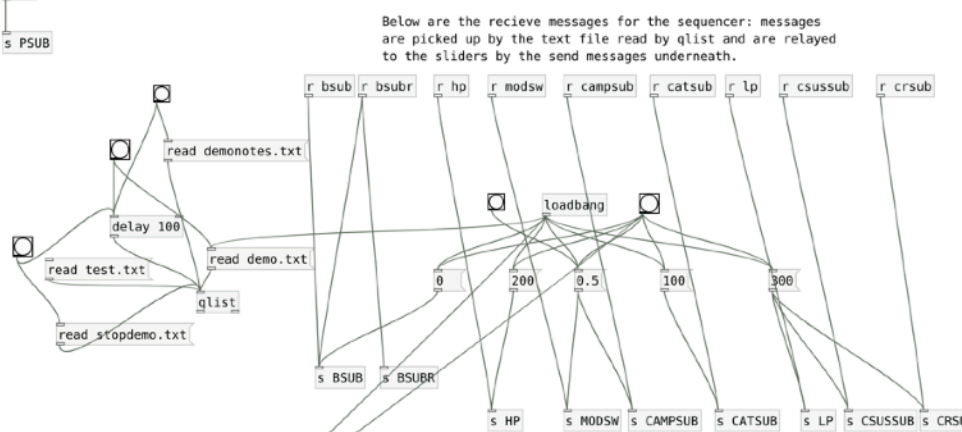 Below are the recieve messages for the sequencer: messages
are picked up by the text file read by qlist and are relayed
to the sliders by the send messages underneath.
s PSUB
r bsub
r bsubr
r hp
r modsw
r campsub
r catsub
r lp
r csussub
r crsub
read demonotes.txt
loadbang
delay 100
read demo.txt
read test.txt
0
200
0.5
100
300
qlist
read stopdemo.txt
s BSUB
s BSUBR
s HP
s MODSW
s CAMPSUB
s CATSUB
s LP
s CSUSSUB
s CRS